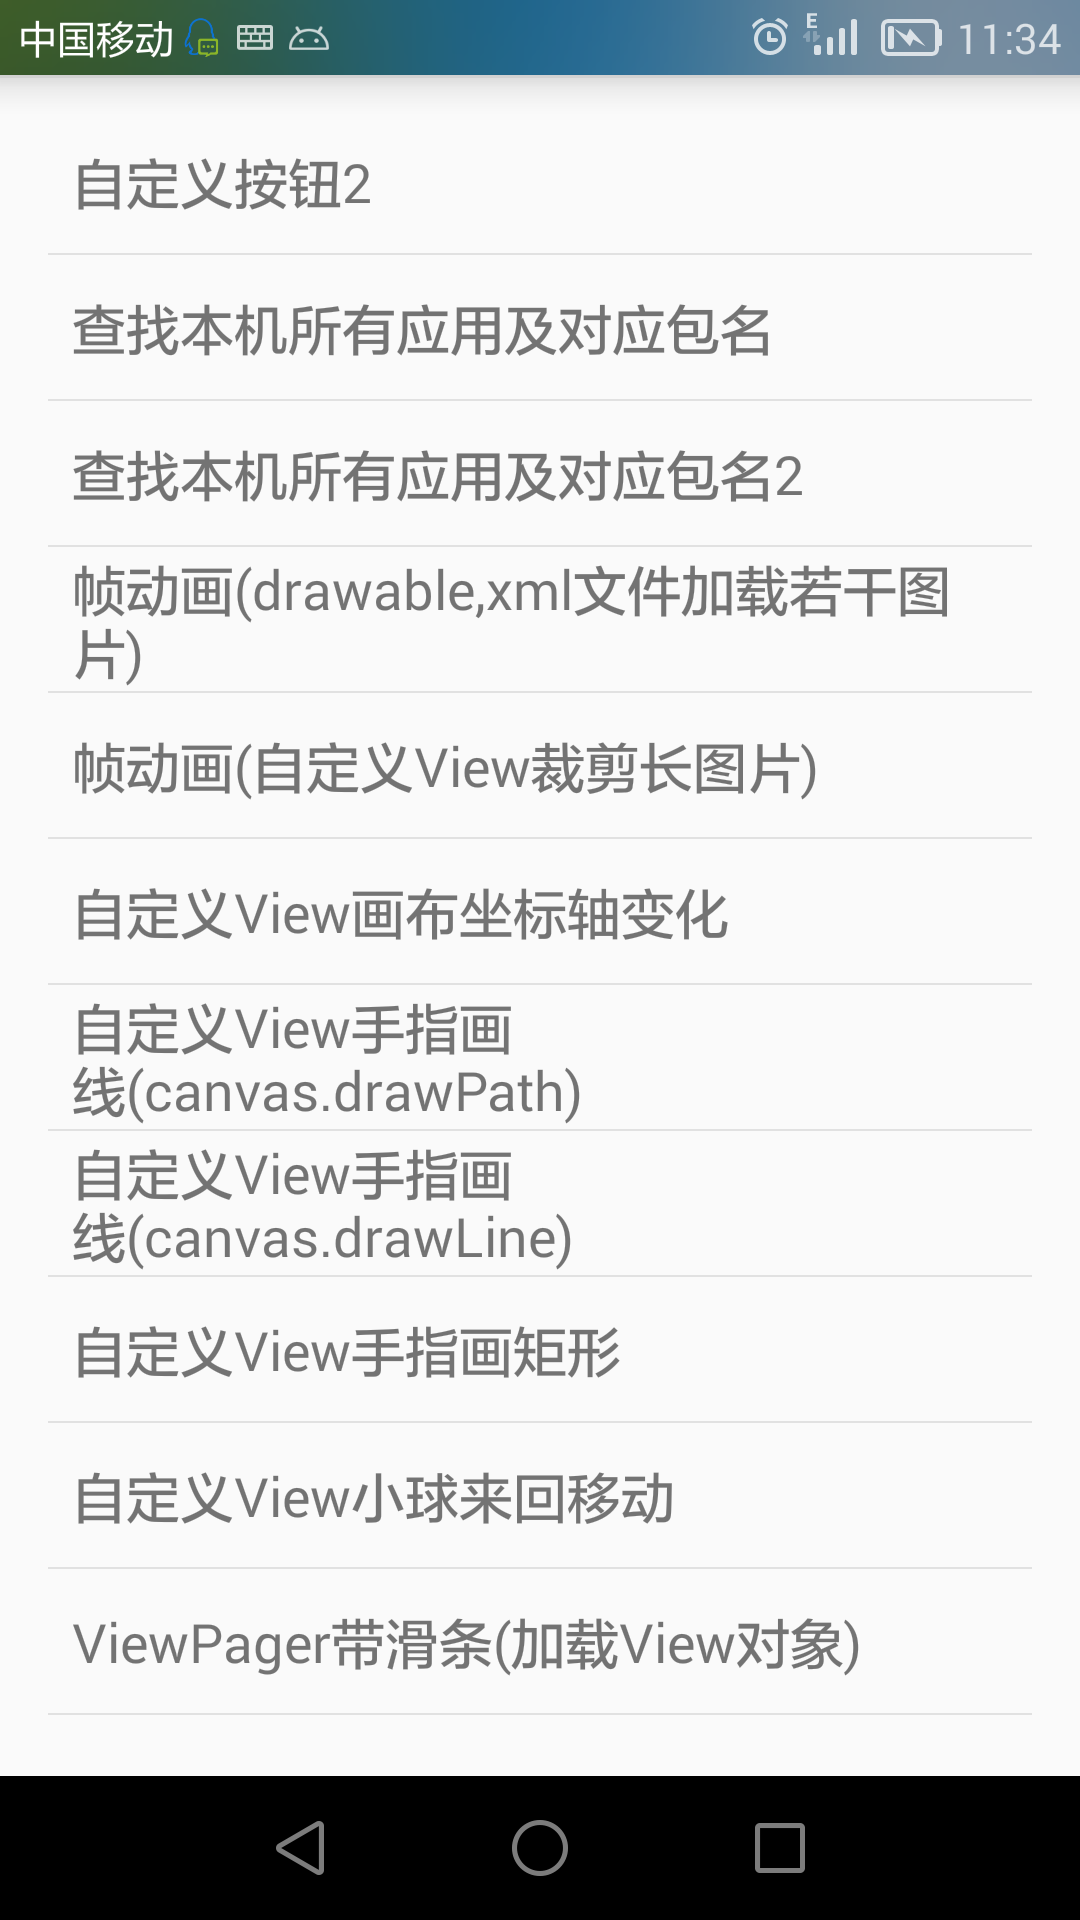 中国移动
E
11:34
自定义按钮2
查找本机所有应用及对应包名
查找本机所有应用及对应包名2
帧动画(drawable,xml文件加载若干图
片)
帧动画(自定义View裁剪长图片)
自定义View画布坐标轴变化
自定义View手指画
线(canvas.drawPath)
自定义View手指画
线(canvas.drawLine)
自定义View手指画矩形
自定义View小球来回移动
ViewPager带滑条(加载View对象)